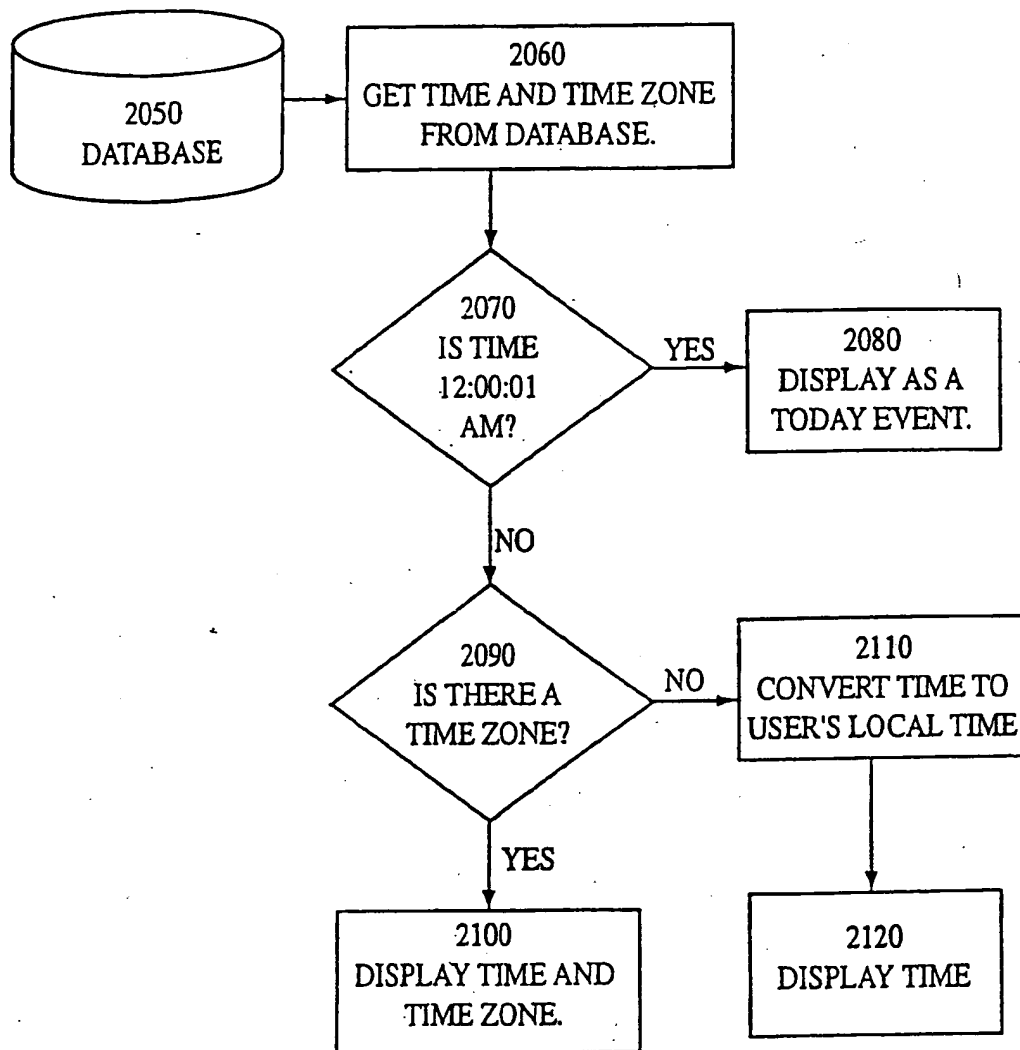 2050
DATABASE
2060
GET TIME AND TIME ZONE
FROM DATABASE.
2070
IS TIME
12:00:01
AM?
YES
2080
DISPLAY AS A
TODAY EVENT.
NO
2090
IS THERE A
TIME ZONE?
NO
2110
CONVERT TIME TO
USER'S LOCAL TIME
YES
2100
DISPLAY TIME AND
TIME ZONE.
2120
DISPLAY TIME